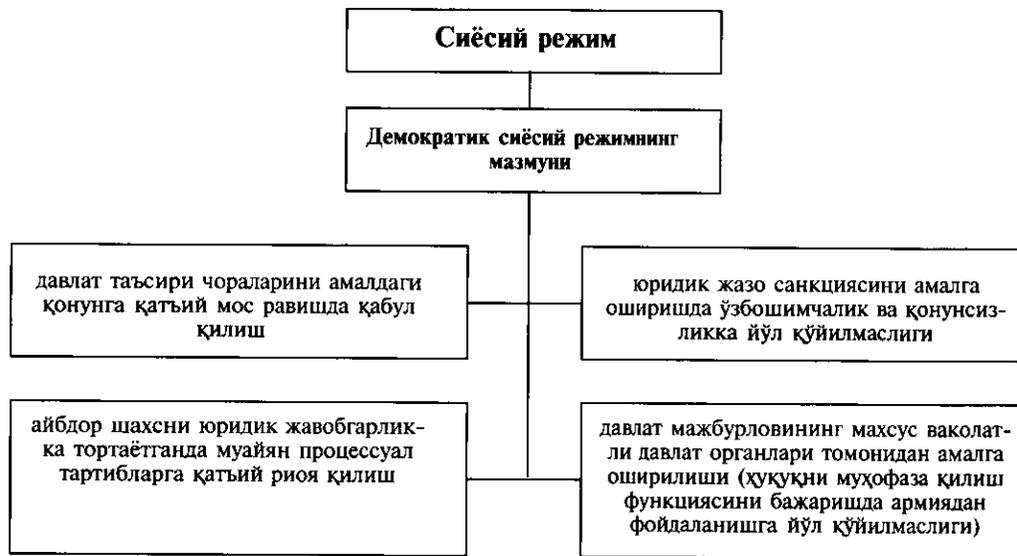 Сиёсий режим
Демократик сиёсий режимнинг
мазмуни
давлат таъсири чораларини амалдаги
қонунга қатъий мос равишда қабул
қилиш
юридик жазо санкциясини амалга
оширишда ўзбошимчалик ва қонунсиз-
ликка йўл қўйилмаслиги
айбдор шахсни юридик жавобгарлик-
ка тортаётганда муайян процессуал
тартибларга қатъий риоя қилиш
давлат мажбурловининг махсус ваколат-
ли давлат органлари томонидан амалга
оширилиши (ҳуқуқни муҳофаза қилиш
функциясини бажаришда армиядан
фойдаланишга йўл қўйилмаслиги)